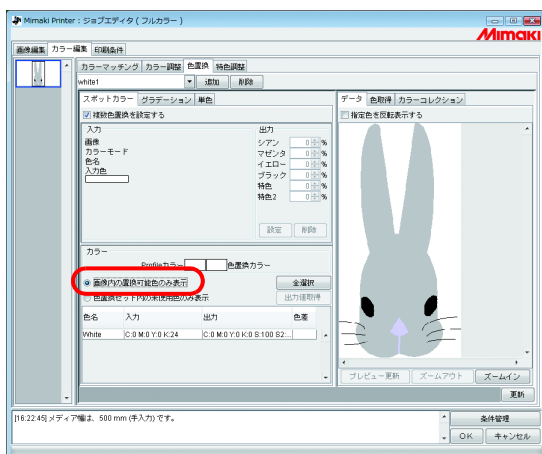 Mimaki Printer : ジョブエディタ ( フルカラー )
Mimaki
画像編集 カラー編集 印刷条件
カラーマッチング カラー調整 色置換 特色調整
white1 追加 削除
スポットカラー グラデーション 単色
複数色置換を設定する
入力
画像
カラーモード
色名
入力色
出力
シアン 0 %
マゼンタ 0 %
イエロー 0 %
ブラック 0 %
特色 0 %
特色2 0 %
設定 削除
カラー
Profileカラー 色置換カラー
画像内の置換可能色のみ表示 全選択
色置換セット内の未使用色のみ表示 出力値取得
色名 入力 出力 色差
White C:0 M:0 Y:0 K:24 C:0 M:0 Y:0 K:0 S:100 S2:...
データ 色取得 カラーコレクション
指定色を反転表示する
プレビュー更新 ズームアウト ズームイン
更新
[16:22:45] メディア幅は、500 mm (手入力) です。
条件管理
OK キャンセル